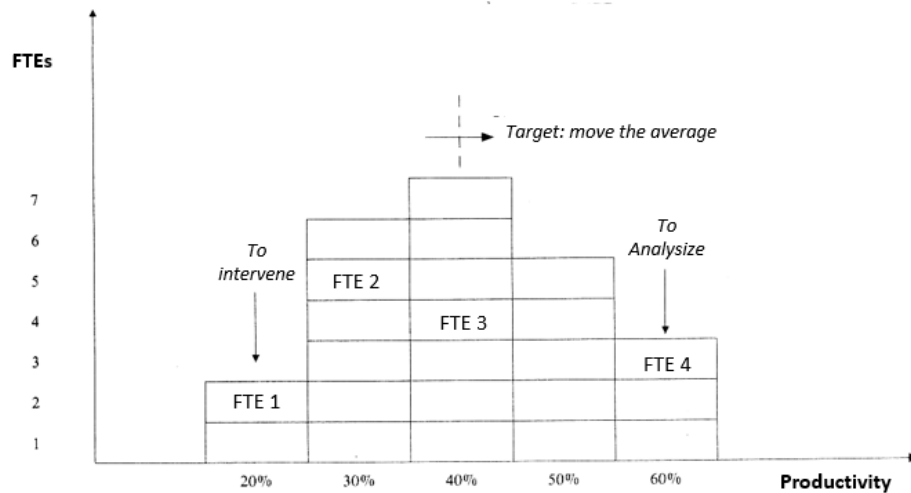 FTEs
Target: move the average
7
6
5
4
3
2
1
To
intervene
To
Analysize
FTE 2
FTE 3
FTE 1
FTE 4
20%
30%
40%
50%
60%
Productivity